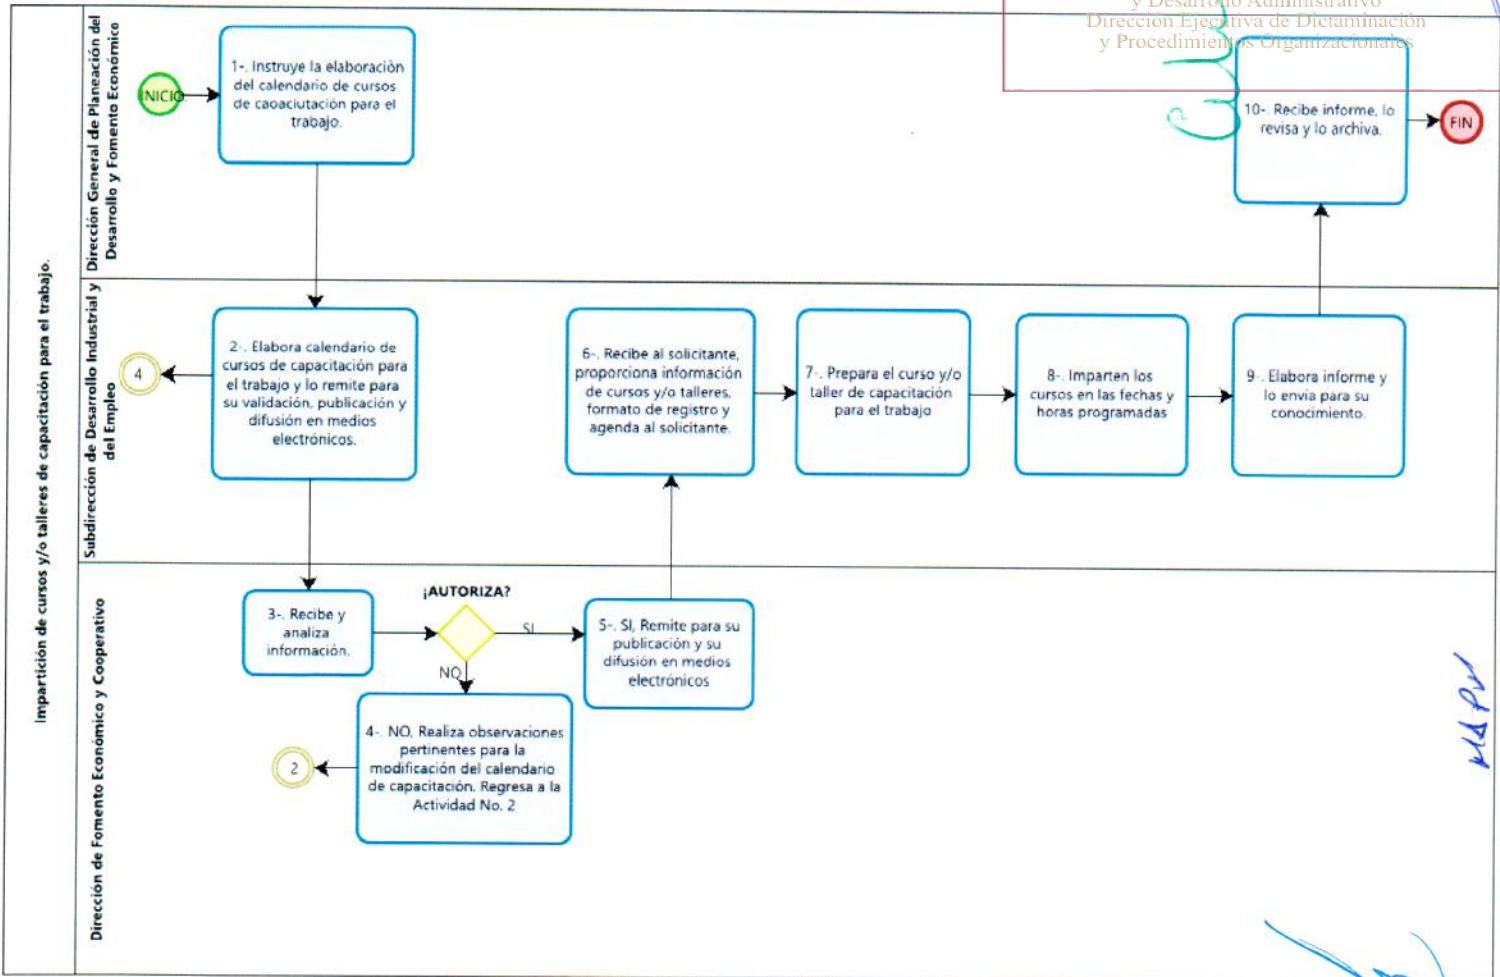 y Desarrollo Administrativo
Dirección Ejecutiva de Dictaminación
y Procedimientos Organizacionales
Impartición de cursos y/o talleres de capacitación para el trabajo.
Dirección General de Planeación del
Desarrollo y Fomento Económico
INICIO
1-. Instruye la elaboración
del calendario de cursos
de caoaciutación para el
trabajo.
10-. Recibe informe, lo
revisa y lo archiva.
FIN
Subdirección de Desarrollo Industrial y
del Empleo
4
2-. Elabora calendario de
cursos de capacitación para
el trabajo y lo remite para
su validación, publicación y
difusión en medios
electrónicos.
6-. Recibe al solicitante,
proporciona información
de cursos y/o talleres,
formato de registro y
agenda al solicitante.
7-. Prepara el curso y/o
taller de capacitación
para el trabajo
8-. Imparten los
cursos en las fechas y
horas programadas
9-. Elabora informe y
lo envía para su
conocimiento.
Dirección de Fomento Económico y Cooperativo
3-. Recibe y
analiza
información.
¡AUTORIZA?
SI
NO
5-. SI, Remite para su
publicación y su
difusión en medios
electrónicos
4-. NO, Realiza observaciones
pertinentes para la
modificación del calendario
de capacitación. Regresa a la
Actividad No. 2
2